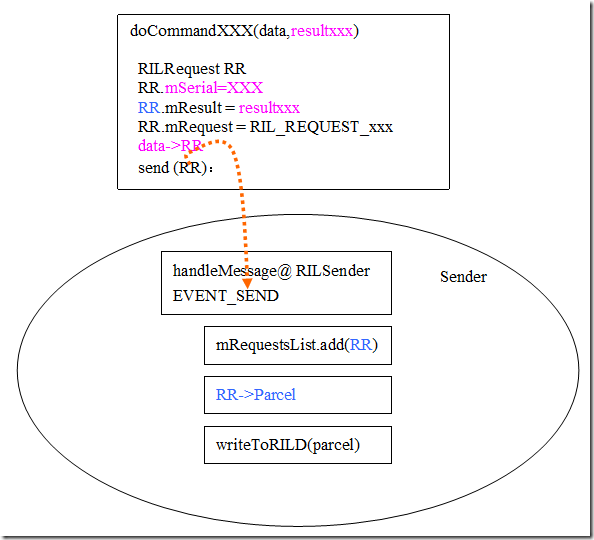 doCommandXXX(data,resultxxx)
RILRequest RR
RR.mSerial=XXX
RR.mResult = resultxxx
RR.mRequest = RIL_REQUEST_xxx
data->RR
send (RR)：
handleMessage@ RILSender
EVENT_SEND
Sender
mRequestsList.add(RR)
RR->Parcel
writeToRILD(parcel)